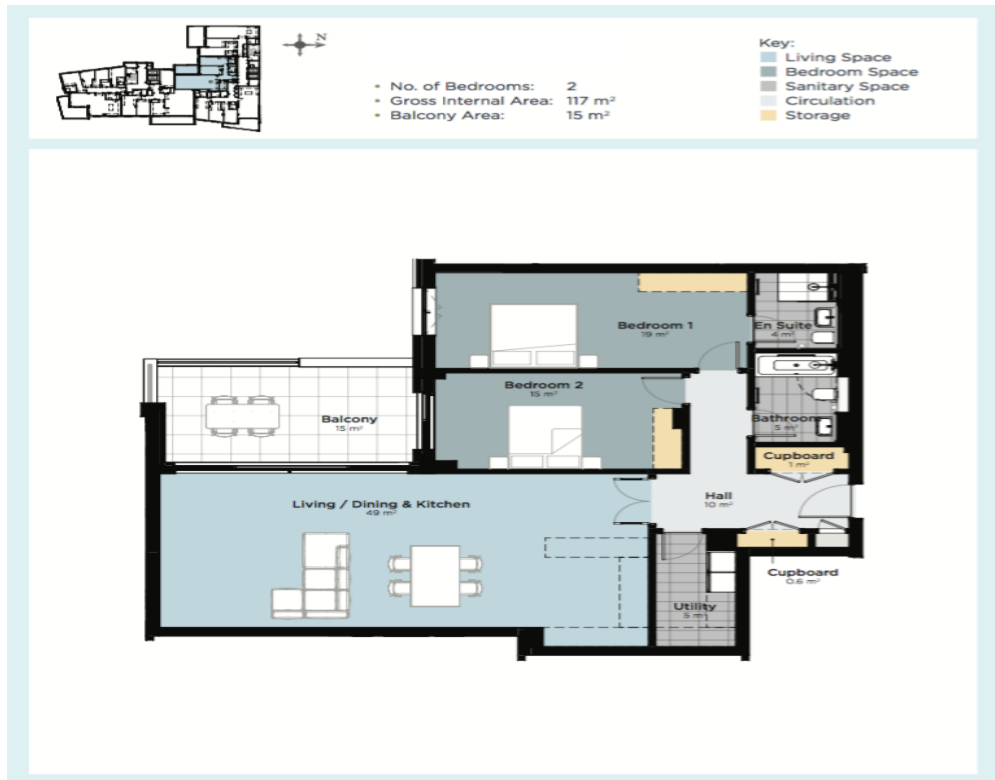 N
• No. of Bedrooms: 2
• Gross Internal Area: 117 m²
• Balcony Area: 15 m²
Key:
Living Space
Bedroom Space
Sanitary Space
Circulation
Storage
Bedroom 1
19 m²
En Suite
4 m²
Bedroom 2
15 m²
Balcony
15 m²
Bathroom
5 m²
Cupboard
1 m²
Living / Dining & Kitchen
49 m²
Hall
10 m²
Cupboard
0.6 m²
Utility
5 m²